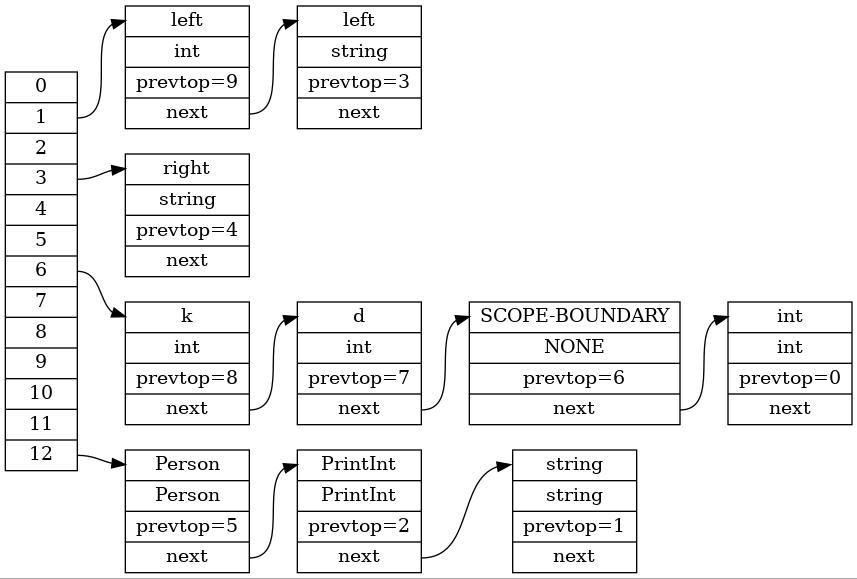 0
1
2
3
4
5
6
7
8
9
10
11
12
left
int
prevtop=9
next
left
string
prevtop=3
next
right
string
prevtop=4
next
k
int
prevtop=8
next
d
int
prevtop=7
next
SCOPE-BOUNDARY
NONE
prevtop=6
next
int
int
prevtop=0
next
Person
Person
prevtop=5
next
PrintInt
PrintInt
prevtop=2
next
string
string
prevtop=1
next